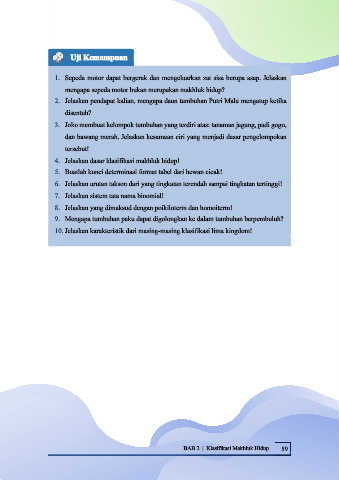 Uji Kemampuan
1. Sepeda motor dapat bergerak dan mengeluarkan zat sisa berupa asap. Jelaskan
mengapa sepeda motor bukan merupakan makhluk hidup?
2. Jelaskan pendapat kalian, mengapa daun tumbuhan Putri Malu mengatup ketika
disentuh?
3. Joko membuat kelompok tumbuhan yang terdiri atas: tanaman jagung, padi gogo,
dan bawang merah. Jelaskan kesamaan ciri yang menjadi dasar pengelompokan
tersebut!
4. Jelaskan dasar klasifikasi makhluk hidup!
5. Buatlah kunci determinasi format tabel dari hewan cicak!
6. Jelaskan urutan takson dari yang tingkatan terendah sampai tingkatan tertinggi!
7. Jelaskan sistem tata nama binomial!
8. Jelaskan yang dimaksud dengan poikiloterm dan homoiterm!
9. Mengapa tumbuhan paku dapat digolongkan ke dalam tumbuhan berpembuluh?
10. Jelaskan karakteristik dari masing-masing klasifikasi lima kingdom!
BAB 2 | Klasifikasi Makhluk Hidup 59